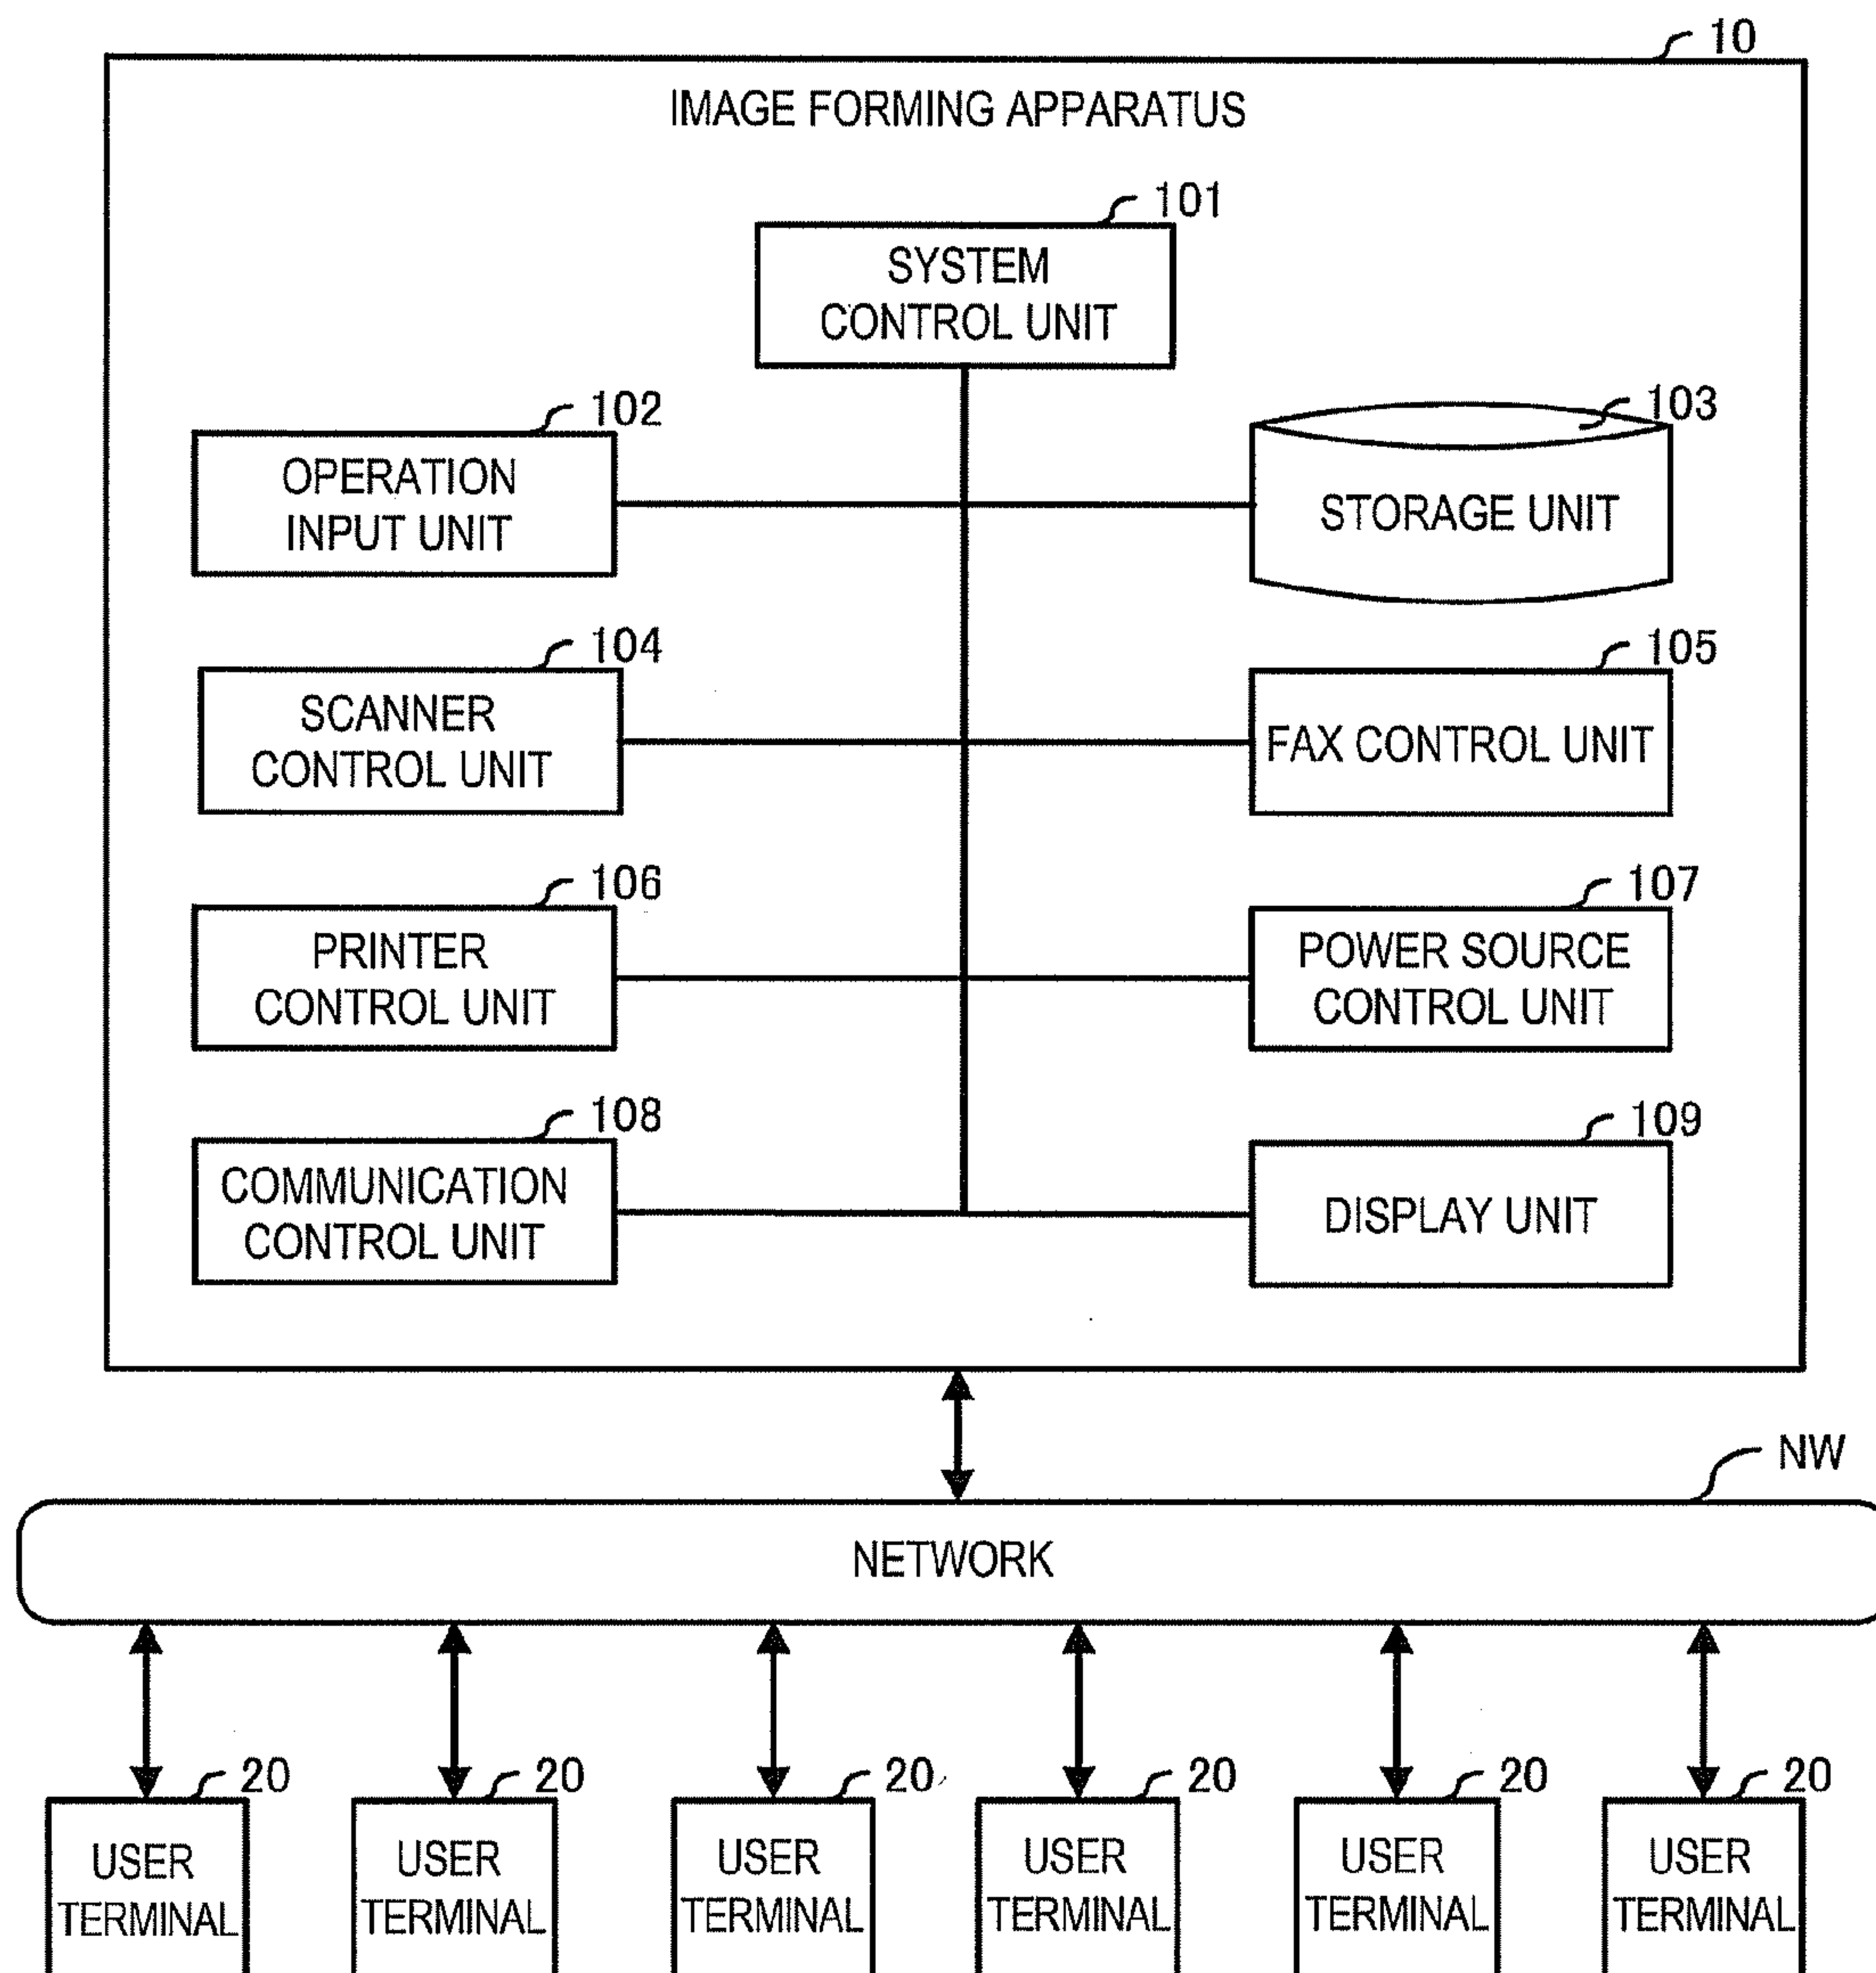 10
IMAGE FORMING APPARATUS
101
SYSTEM
CONTROL UNIT
102
OPERATION
INPUT UNIT
103
STORAGE UNIT
104
SCANNER
CONTROL UNIT
105
FAX CONTROL UNIT
106
PRINTER
CONTROL UNIT
107
POWER SOURCE
CONTROL UNIT
108
COMMUNICATION
CONTROL UNIT
109
DISPLAY UNIT
NW
NETWORK
20
USER
TERMINAL
20
USER
TERMINAL
20
USER
TERMINAL
20
USER
TERMINAL
20
USER
TERMINAL
20
USER
TERMINAL